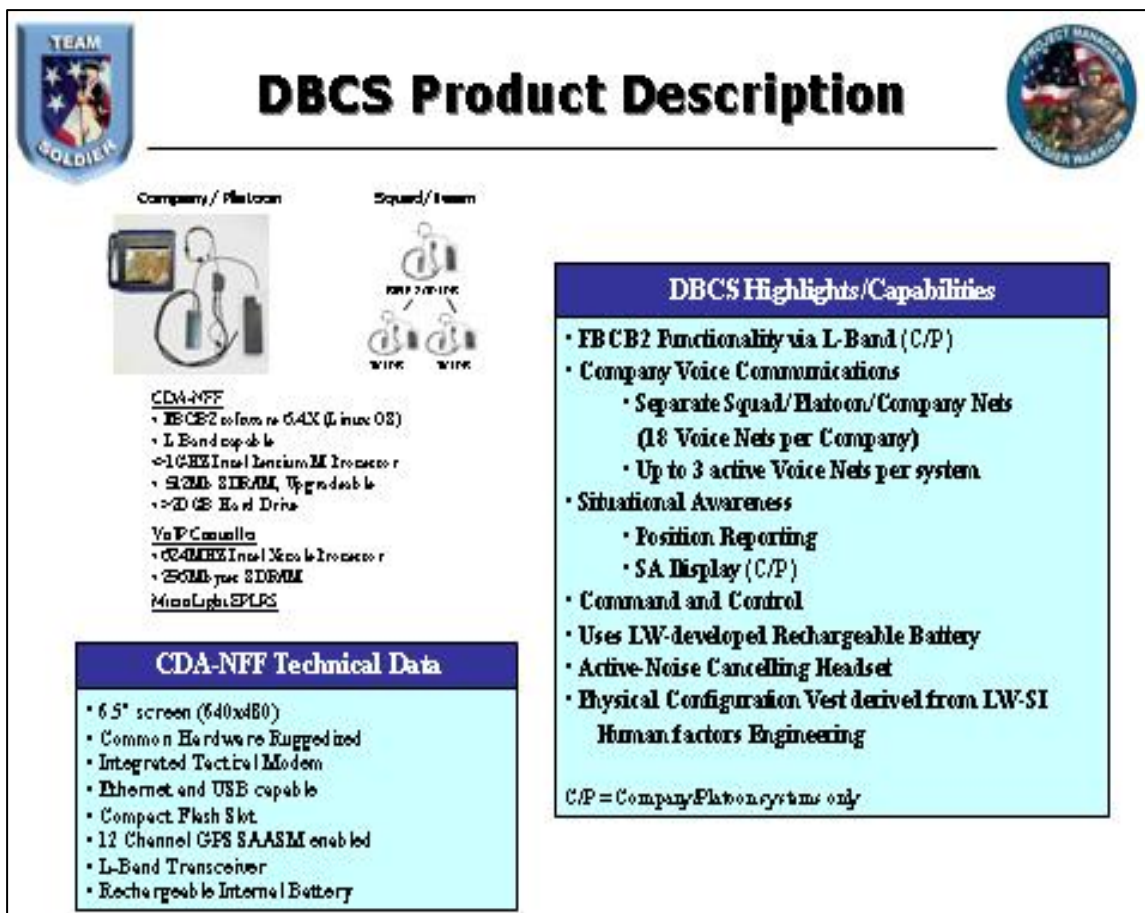 TEAM
SOLDIER
DBCS Product Description
PROJECT MANAGER
SOLDIER WARRIOR
Company / Platoon
Squad/Team
CDA-NFF
• FBCB2 software 6.4.X (Linux OS)
• L Band capable
1GHZ Intel Pentium M Processor
• 512Mb SDRAM, Upgradeable
• >20 GB Hard Drive
VoIP Controller
• 624MHZ Intel Xscale Processor
• 256Mbytes SDRAM
MicroLight EPLRS
CDA-NFF Technical Data
• 6.5" screen (640x480)
• Common Hardware Ruggedized
• Integrated Tactical Modem
• Ethernet and USB capable
• Compact Flash Slot
• 12 Channel GPS SAASM enabled
• L-Band Transceiver
• Rechargeable Internal Battery
DBCS Highlights/Capabilities
• FBCB2 Functionality via L-Band (C/P)
• Company Voice Communications
• Separate Squad/Platoon/Company Nets
(18 Voice Nets per Company)
• Up to 3 active Voice Nets per system
• Situational Awareness
• Position Reporting
• SA Display (C/P)
• Command and Control
• Uses LW-developed Rechargeable Battery
• Active-Noise Cancelling Headset
• Physical Configuration Vest derived from LW-SI
Human factors Engineering
C/P = Company/Platoon systems only